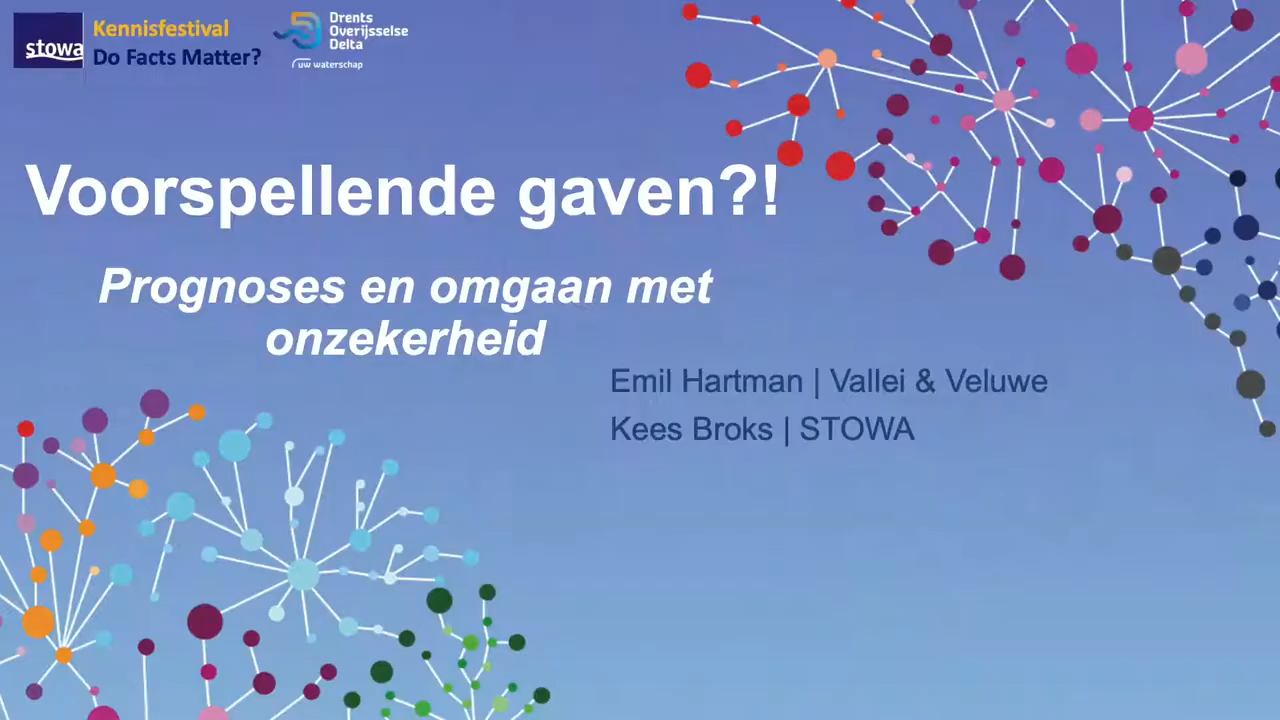 stowa
Kennisfestival
Do Facts Matter?
Drents
Overijsselse
Delta
uw waterschap
Voorspellende gaven?!
Prognoses en omgaan met
onzekerheid
Emil Hartman | Vallei & Veluwe
Kees Broks | STOWA